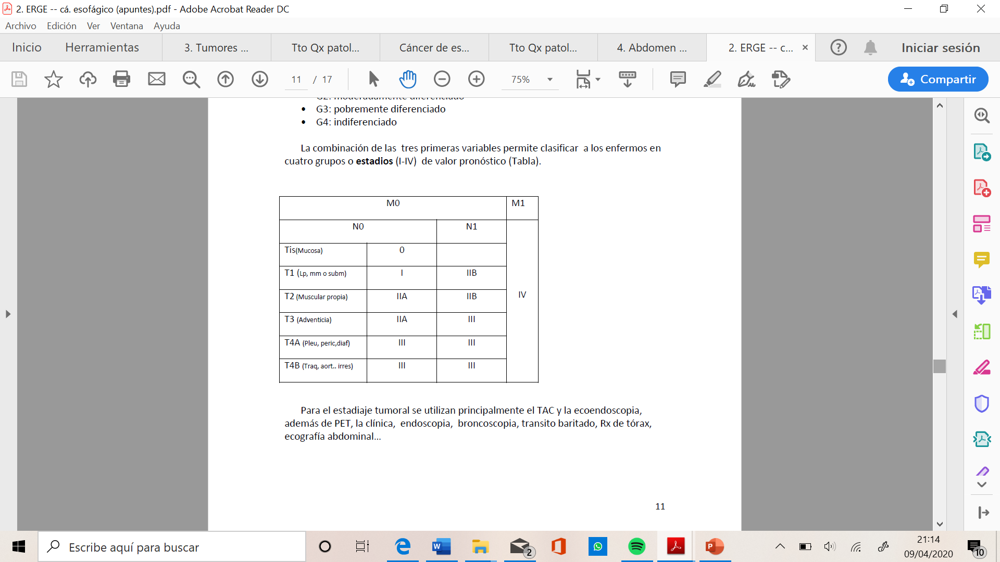 2. ERGE -- cá. esofágico (apuntes).pdf - Adobe Acrobat Reader DC
Archivo Edición Ver Ventana Ayuda
Inicio Herramientas 3. Tumores ... Tto Qx patol... Cáncer de es... Tto Qx patol... 4. Abdomen ... 2. ERGE -- c... Iniciar sesión
11 / 17 75% Compartir
G2: moderadamente diferenciado
• G3: pobremente diferenciado
• G4: indiferenciado
La combinación de las tres primeras variables permite clasificar a los enfermos en
cuatro grupos o estadios (I-IV) de valor pronóstico (Tabla).
M0 M1
N0 N1
Tis(Mucosa) 0
T1 (Lp, mm o subm) I IIB
T2 (Muscular propia) IIA IIB
IV
T3 (Adventicia) IIA III
T4A (Pleu, peric,diaf) III III
T4B (Traq, aort.. irres) III III
Para el estadiaje tumoral se utilizan principalmente el TAC y la ecoendoscopia,
además de PET, la clínica, endoscopia, broncoscopia, transito baritado, Rx de tórax,
ecografía abdominal...
11
Escribe aquí para buscar
2
21:14
09/04/2020
10